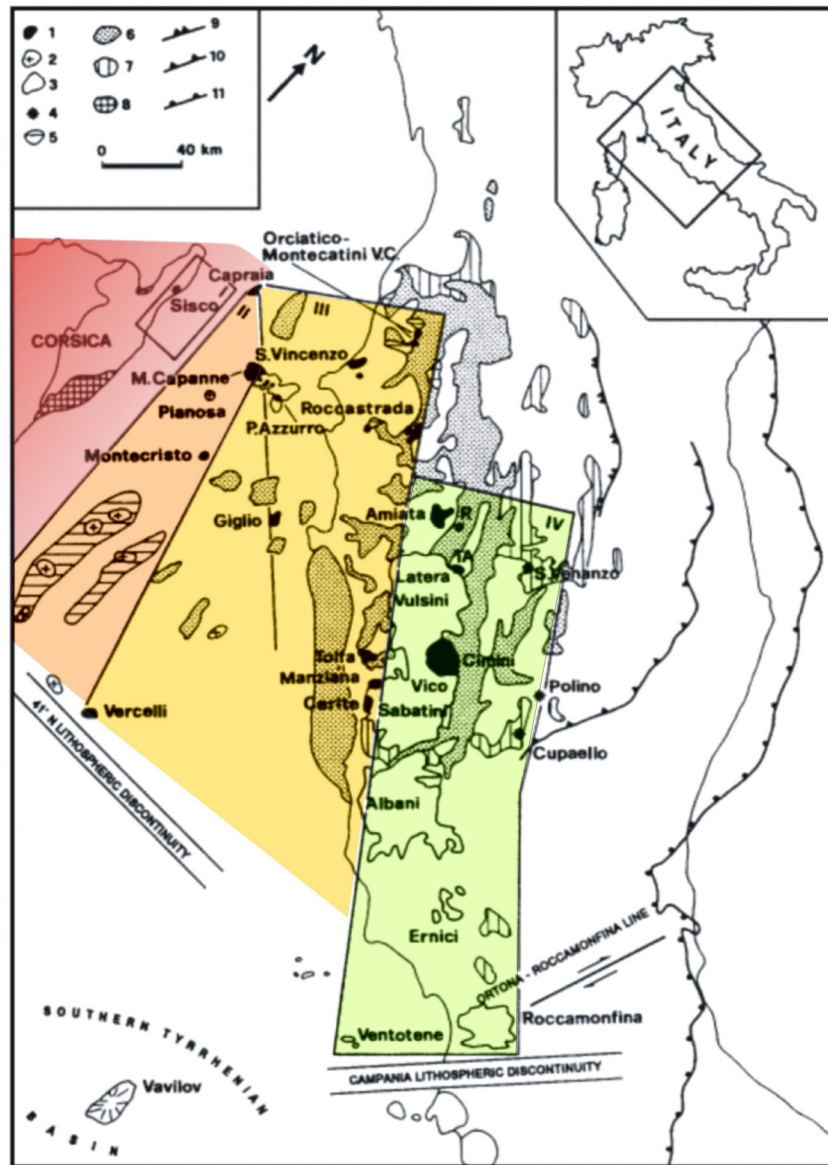 1
2
3
4
5
6
7
8
9
10
11
0 40 km
N
ITALY
Orciatico-
Montecatini V.C.
Capraia
Sisco
II
III
CORSICA
S.Vincenzo
M.Capanne
Pianosa
Roccastrada
P.Azzurro
Montecristo
Giglio
Amiata
R
IV
TA
Latera
S.Venanzo
Vulsini
Tolfa
Cimini
Manziana
Vico
Polino
Cerite
Sabatini
Vercelli
Cupaello
41° N LITHOSPHERIC DISCONTINUITY
Albani
Ernici
ORTONA - ROCCAMONFINA LINE
Roccamonfina
SOUTHERN TYRRHENIAN
BASIN
Ventotene
CAMPANIA LITHOSPHERIC DISCONTINUITY
Vavilov